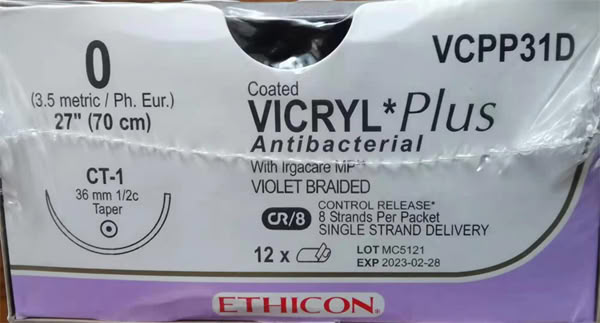 0
(3.5 metric / Ph. Eur.)
27" (70 cm)
CT-1
36 mm 1/2c
Taper
VCPP31D
Coated
VICRYL* Plus
Antibacterial
With Irgacare MP**
VIOLET BRAIDED
CR/8
CONTROL RELEASE*
8 Strands Per Packet
SINGLE STRAND DELIVERY
12 x
LOT MC5121
EXP 2023-02-28
ETHICON